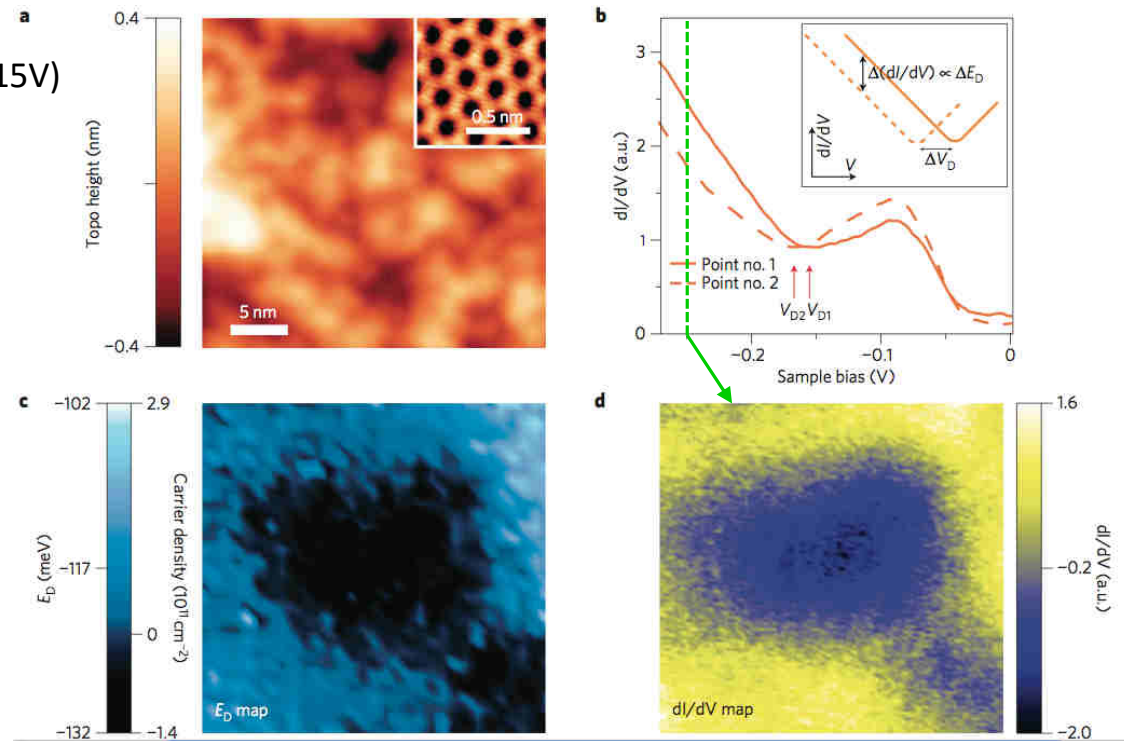 15V)
a
0.4
Topo height (nm)
−0.4
0.5 nm
5 nm
b
3
2
1
0
dI/dV (a.u.)
Δ(dI/dV) ∝ ΔE_D
dI/dV
V
ΔV_D
Point no. 1
Point no. 2
V_D2 V_D1
−0.2
−0.1
0
Sample bias (V)
c
−102
−117
−132
E_D (meV)
2.9
0
−1.4
Carrier density (10¹¹ cm⁻²)
E_D map
d
dI/dV map
1.6
−0.2
−2.0
dI/dV (a.u.)